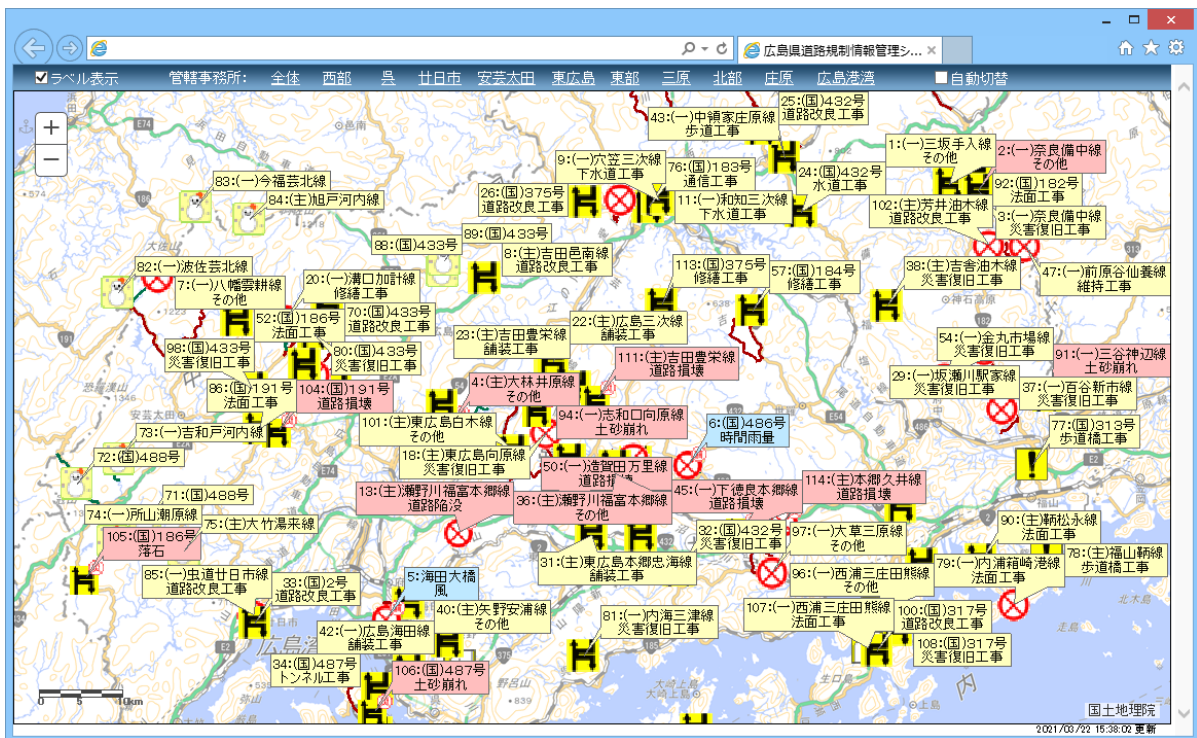 広島県道路規制情報管理シ...
ラベル表示 管轄事務所: 全体 西部 呉 廿日市 安芸太田 東広島 東部 三原 北部 庄原 広島港湾 自動切替
25:(国)432号
道路改良工事
43:(一)中領家庄原線
歩道工事
1:(一)三坂手入線
その他
2:(一)奈良備中線
その他
9:(一)穴笠三次線
下水道工事
76:(国)183号
通信工事
24:(国)432号
水道工事
92:(国)182号
法面工事
83:(一)今福芸北線
84:(主)旭戸河内線
26:(国)375号
道路改良工事
11:(一)和知三次線
下水道工事
102:(主)芳井油木線
道路改良工事
3:(一)奈良備中線
災害復旧工事
89:(国)433号
88:(国)433号
8:(主)吉田邑南線
道路改良工事
82:(一)波佐芸北線
20:(一)溝口加計線
修繕工事
7:(一)八幡雲耕線
その他
113:(国)375号
修繕工事
57:(国)184号
修繕工事
38:(主)吉舎油木線
災害復旧工事
47:(一)前原谷仙養線
維持工事
52:(国)186号
法面工事
70:(国)433号
道路改良工事
22:(主)広島三次線
舗装工事
23:(主)吉田豊栄線
舗装工事
54:(一)金丸市場線
災害復旧工事
98:(国)433号
災害復旧工事
80:(国)433号
災害復旧工事
111:(主)吉田豊栄線
道路損壊
91:(一)三谷神辺線
土砂崩れ
29:(一)坂瀬川駅家線
災害復旧工事
86:(国)191号
法面工事
104:(国)191号
道路損壊
4:(主)大林井原線
その他
37:(一)百谷新市線
災害復旧工事
94:(一)志和口向原線
土砂崩れ
101:(主)東広島白木線
その他
6:(国)486号
時間雨量
77:(国)313号
歩道橋工事
73:(一)吉和戸河内線
72:(国)488号
18:(主)東広島向原線
災害復旧工事
50:(一)造賀田万里線
71:(国)488号
13:(主)瀬野川福富本郷線
道路陥没
36:(主)瀬野川福富本郷線
その他
45:(一)下徳良本郷線
道路損壊
114:(主)本郷久井線
道路損壊
74:(一)所山潮原線
75:(主)大竹湯来線
105:(国)186号
落石
32:(国)432号
災害復旧工事
97:(一)大草三原線
その他
90:(主)鞆松永線
法面工事
31:(主)東広島本郷忠海線
舗装工事
78:(主)福山鞆線
歩道橋工事
79:(一)内浦箱崎港線
法面工事
85:(一)虫道廿日市線
道路改良工事
33:(国)2号
道路改良工事
5:海田大橋
風
96:(一)西浦三庄田熊線
その他
40:(主)矢野安浦線
その他
81:(一)内海三津線
災害復旧工事
107:(一)西浦三庄田熊線
法面工事
100:(国)317号
道路改良工事
42:(一)広島海田線
舗装工事
108:(国)317号
災害復旧工事
34:(国)487号
トンネル工事
106:(国)487号
土砂崩れ
0 5 10km
国土地理院
2021/03/22 15:38:02 更新